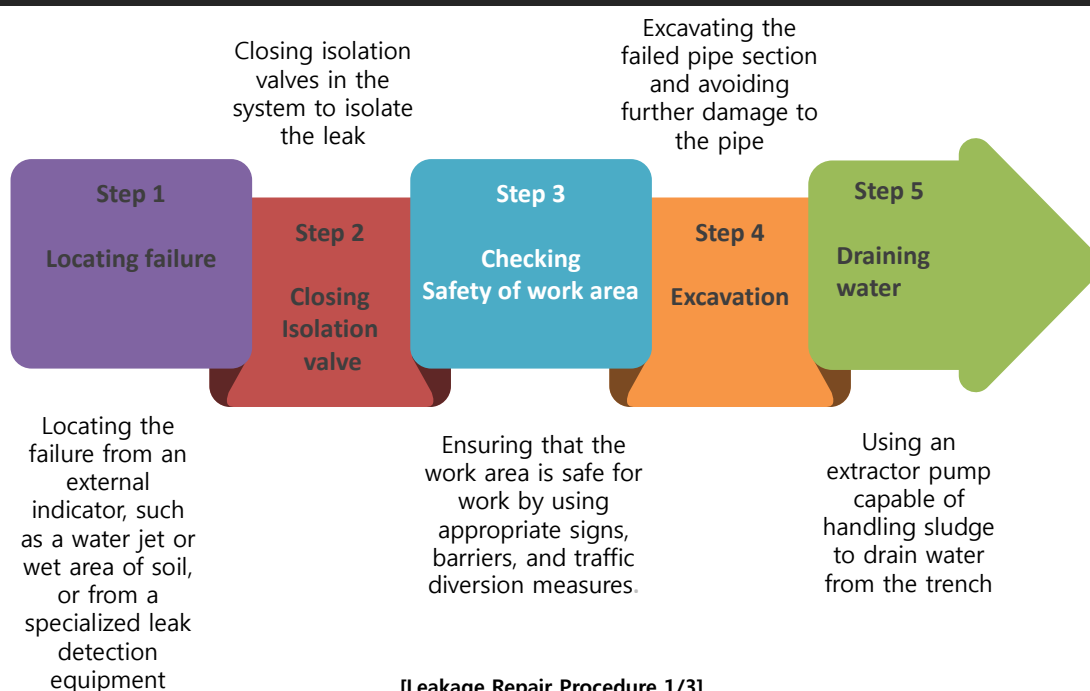 Closing isolation
valves in the
system to isolate
the leak
Excavating the
failed pipe section
and avoiding
further damage to
the pipe
Step 1
Locating failure
Step 2
Closing
Isolation
valve
Step 3
Checking
Safety of work area
Step 4
Excavation
Step 5
Draining
water
Locating the
failure from an
external
indicator, such
as a water jet or
wet area of soil,
or from a
specialized leak
detection
equipment
Ensuring that the
work area is safe for
work by using
appropriate signs,
barriers, and traffic
diversion measures.
Using an
extractor pump
capable of
handling sludge
to drain water
from the trench
[Leakage Repair Procedure 1/3]